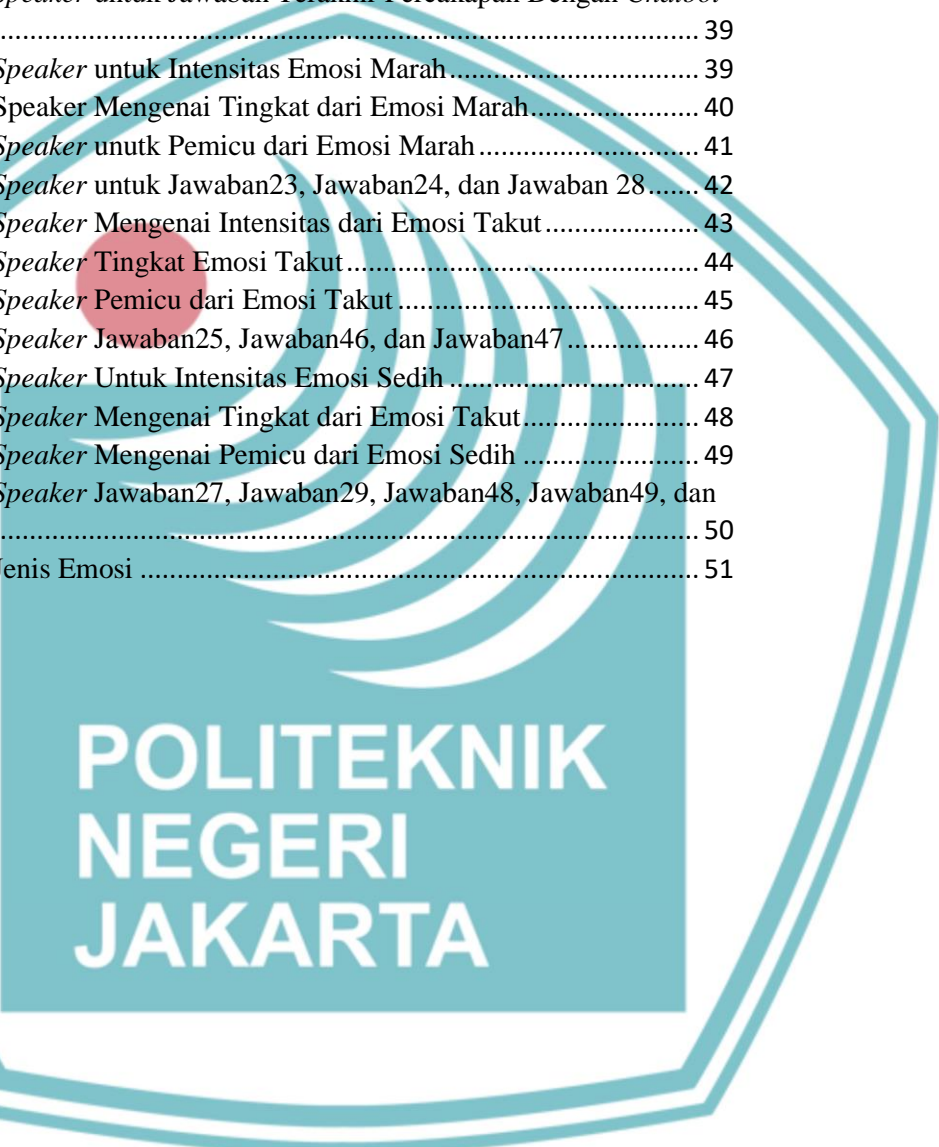 Speaker untuk Jawaban Terakhir Percakapan Dengan Chatbot
........................................................................ 39
Speaker untuk Intensitas Emosi Marah ................................ 39
Speaker Mengenai Tingkat dari Emosi Marah ...................... 40
Speaker unutk Pemicu dari Emosi Marah ............................ 41
Speaker untuk Jawaban23, Jawaban24, dan Jawaban 28 ....... 42
Speaker Mengenai Intensitas dari Emosi Takut .................... 43
Speaker Tingkat Emosi Takut .............................................. 44
Speaker Pemicu dari Emosi Takut ....................................... 45
Speaker Jawaban25, Jawaban46, dan Jawaban47 ................. 46
Speaker Untuk Intensitas Emosi Sedih ................................ 47
Speaker Mengenai Tingkat dari Emosi Takut ....................... 48
Speaker Mengenai Pemicu dari Emosi Sedih ....................... 49
Speaker Jawaban27, Jawaban29, Jawaban48, Jawaban49, dan
........................................................................ 50
Jenis Emosi ........................................................................ 51
POLITEKNIK
NEGERI
JAKARTA